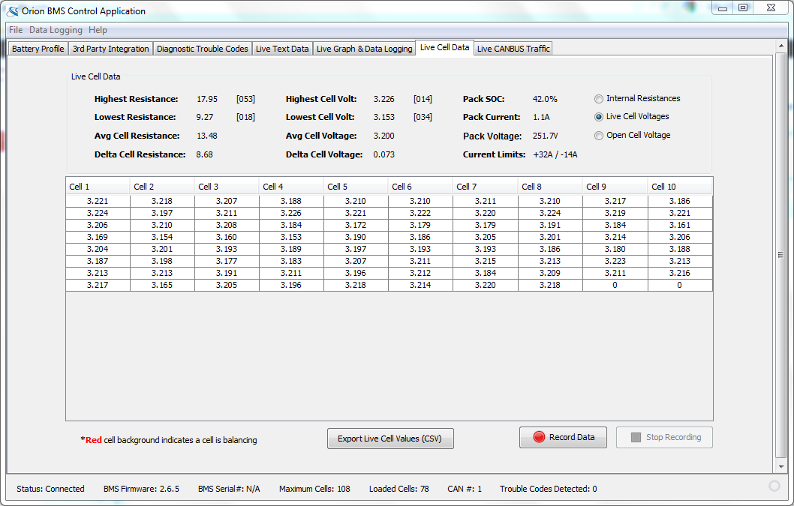 Orion BMS Control Application
File Data Logging Help
Battery Profile 3rd Party Integration Diagnostic Trouble Codes Live Text Data Live Graph & Data Logging Live Cell Data Live CANBUS Traffic
Live Cell Data
Highest Resistance: 17.95 [053] Highest Cell Volt: 3.226 [014] Pack SOC: 42.0% Internal Resistances
Lowest Resistance: 9.27 [018] Lowest Cell Volt: 3.153 [034] Pack Current: 1.1A Live Cell Voltages
Avg Cell Resistance: 13.48 Avg Cell Voltage: 3.200 Pack Voltage: 251.7V Open Cell Voltage
Delta Cell Resistance: 8.68 Delta Cell Voltage: 0.073 Current Limits: +32A / -14A
Cell 1 Cell 2 Cell 3 Cell 4 Cell 5 Cell 6 Cell 7 Cell 8 Cell 9 Cell 10
3.221 3.218 3.207 3.188 3.210 3.210 3.211 3.210 3.217 3.186
3.224 3.197 3.211 3.226 3.221 3.222 3.220 3.224 3.219 3.221
3.206 3.210 3.208 3.184 3.172 3.179 3.179 3.191 3.184 3.161
3.169 3.154 3.160 3.153 3.190 3.186 3.205 3.201 3.214 3.206
3.204 3.201 3.193 3.189 3.197 3.193 3.193 3.186 3.180 3.188
3.187 3.198 3.177 3.183 3.207 3.211 3.215 3.213 3.223 3.213
3.213 3.213 3.191 3.211 3.196 3.212 3.184 3.209 3.211 3.216
3.217 3.165 3.205 3.196 3.218 3.214 3.220 3.218 0 0
*Red cell background indicates a cell is balancing Export Live Cell Values (CSV) Record Data Stop Recording
Status: Connected BMS Firmware: 2.6.5 BMS Serial#: N/A Maximum Cells: 108 Loaded Cells: 78 CAN #: 1 Trouble Codes Detected: 0